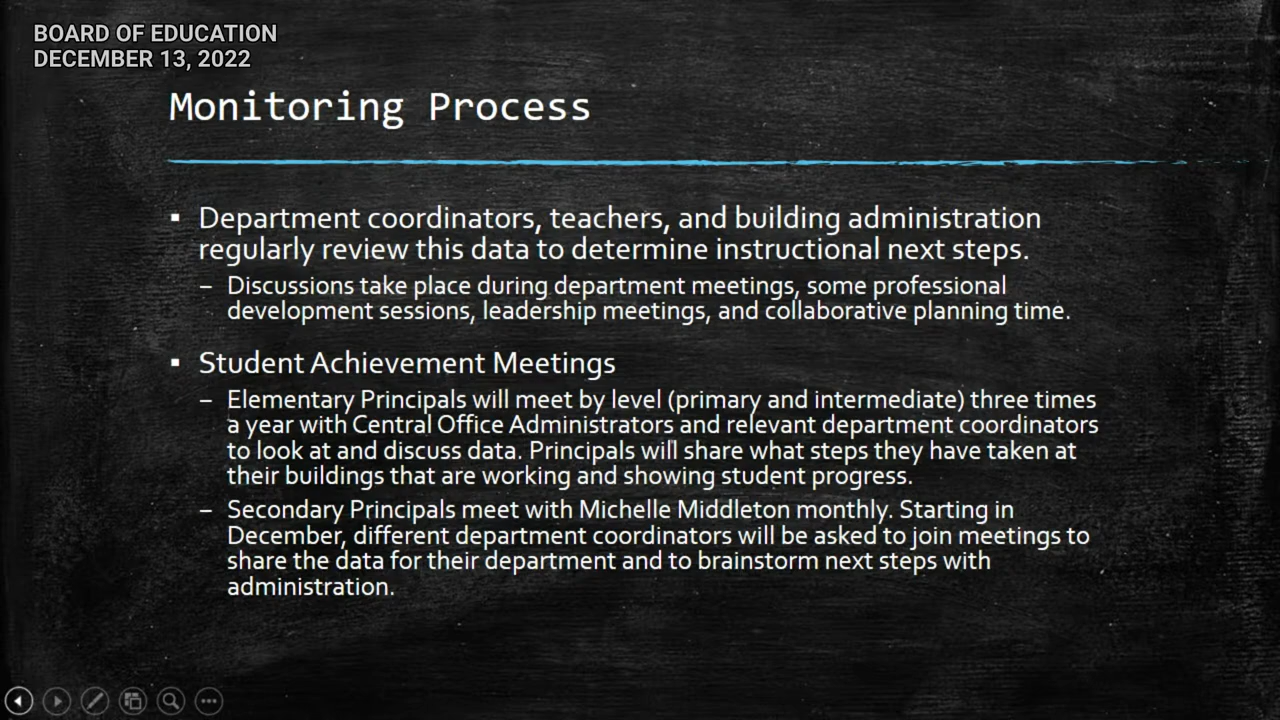 BOARD OF EDUCATION
DECEMBER 13, 2022
Monitoring Process
▪ Department coordinators, teachers, and building administration
regularly review this data to determine instructional next steps.
– Discussions take place during department meetings, some professional
development sessions, leadership meetings, and collaborative planning time.
▪ Student Achievement Meetings
– Elementary Principals will meet by level (primary and intermediate) three times
a year with Central Office Administrators and relevant department coordinators
to look at and discuss data. Principals will share what steps they have taken at
their buildings that are working and showing student progress.
– Secondary Principals meet with Michelle Middleton monthly. Starting in
December, different department coordinators will be asked to join meetings to
share the data for their department and to brainstorm next steps with
administration.